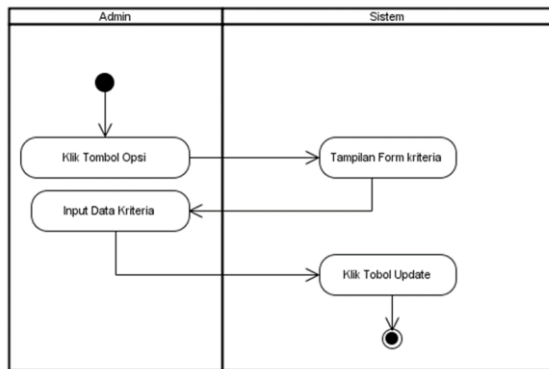 Admin
Sistem
Klik Tombol Opsi
Tampilan Form kriteria
Input Data Kriteria
Klik Tobol Update